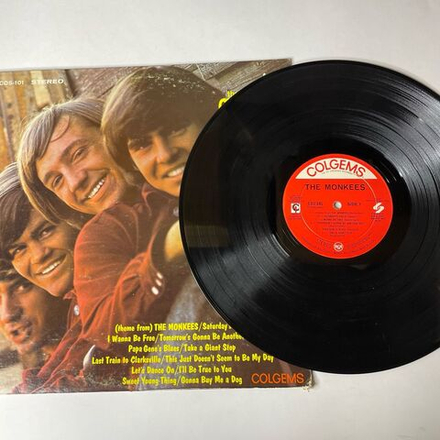 COS-101 STEREO
(theme from) THE MONKEES/Saturday
I Wanna Be Free/Tomorrow's Gonna Be Another
Papa Gene's Blues/Take a Giant Step
Last Train to Clarksville/This Just Doesn't Seem to Be My Day
Let's Dance On/I'll Be True to You
Sweet Young Thing/Gonna Buy Me a Dog
COLGEMS
COLGEMS
THE MONKEES
RCA